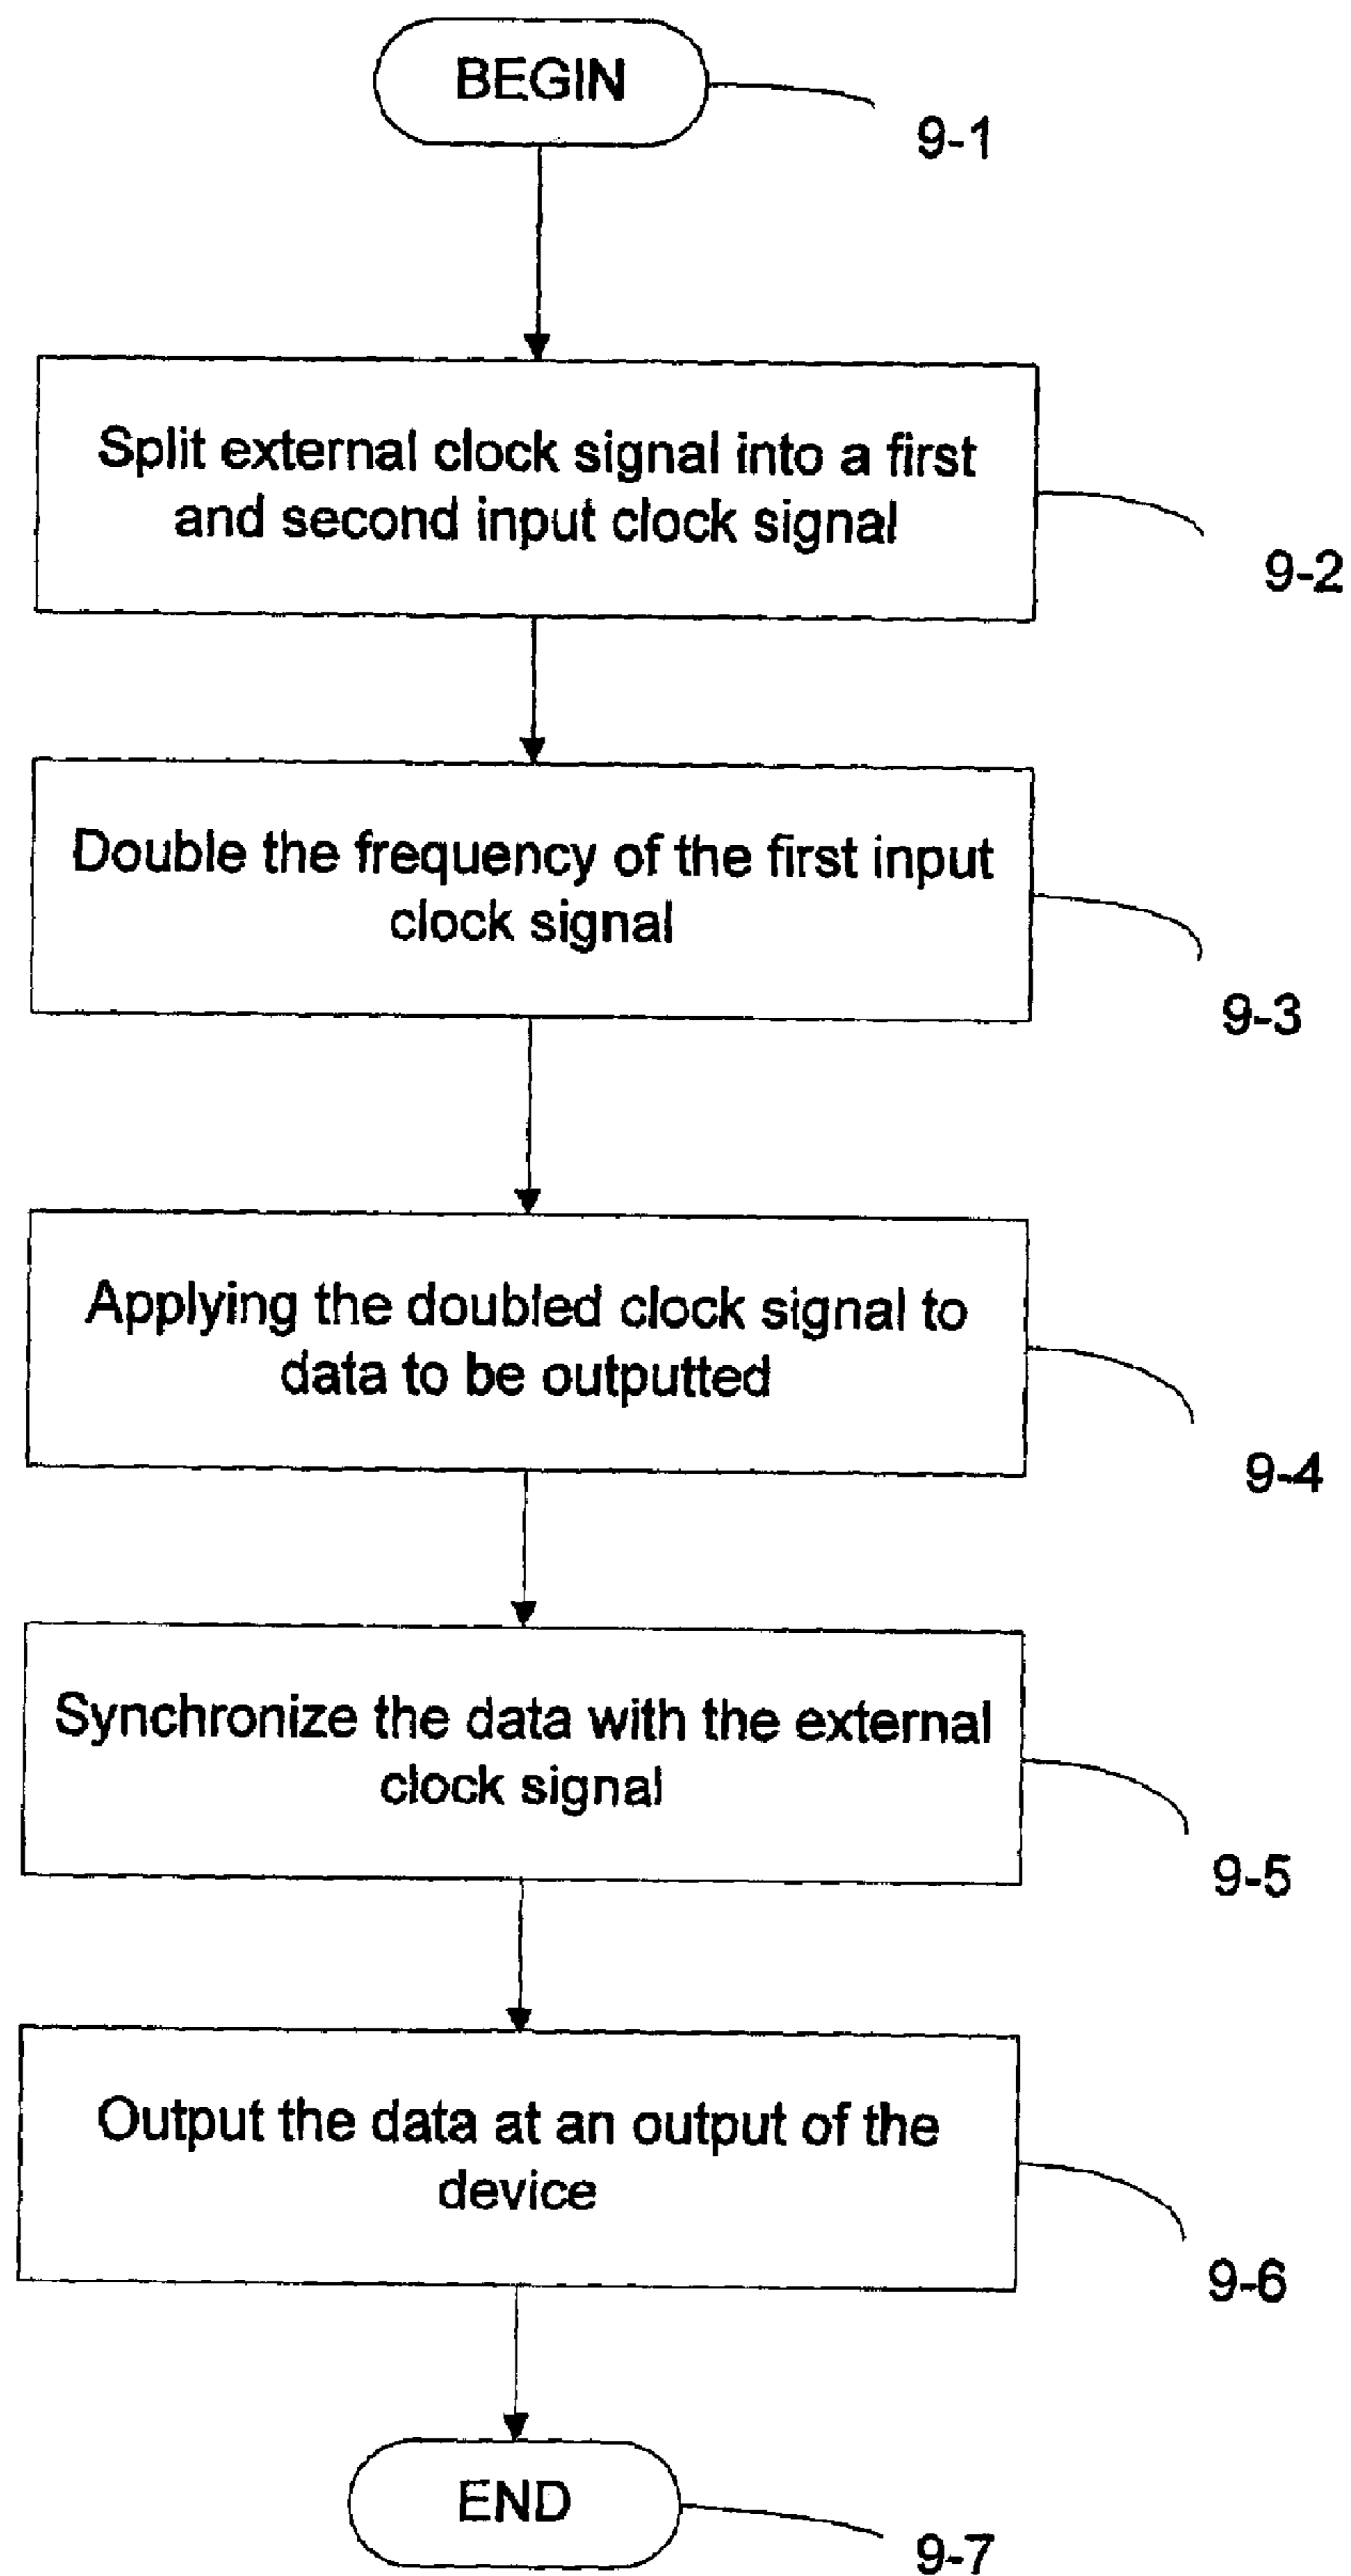 BEGIN
9-1
Split external clock signal into a first
and second input clock signal
9-2
Double the frequency of the first input
clock signal
9-3
Applying the doubled clock signal to
data to be outputted
9-4
Synchronize the data with the external
clock signal
9-5
Output the data at an output of the
device
9-6
END
9-7